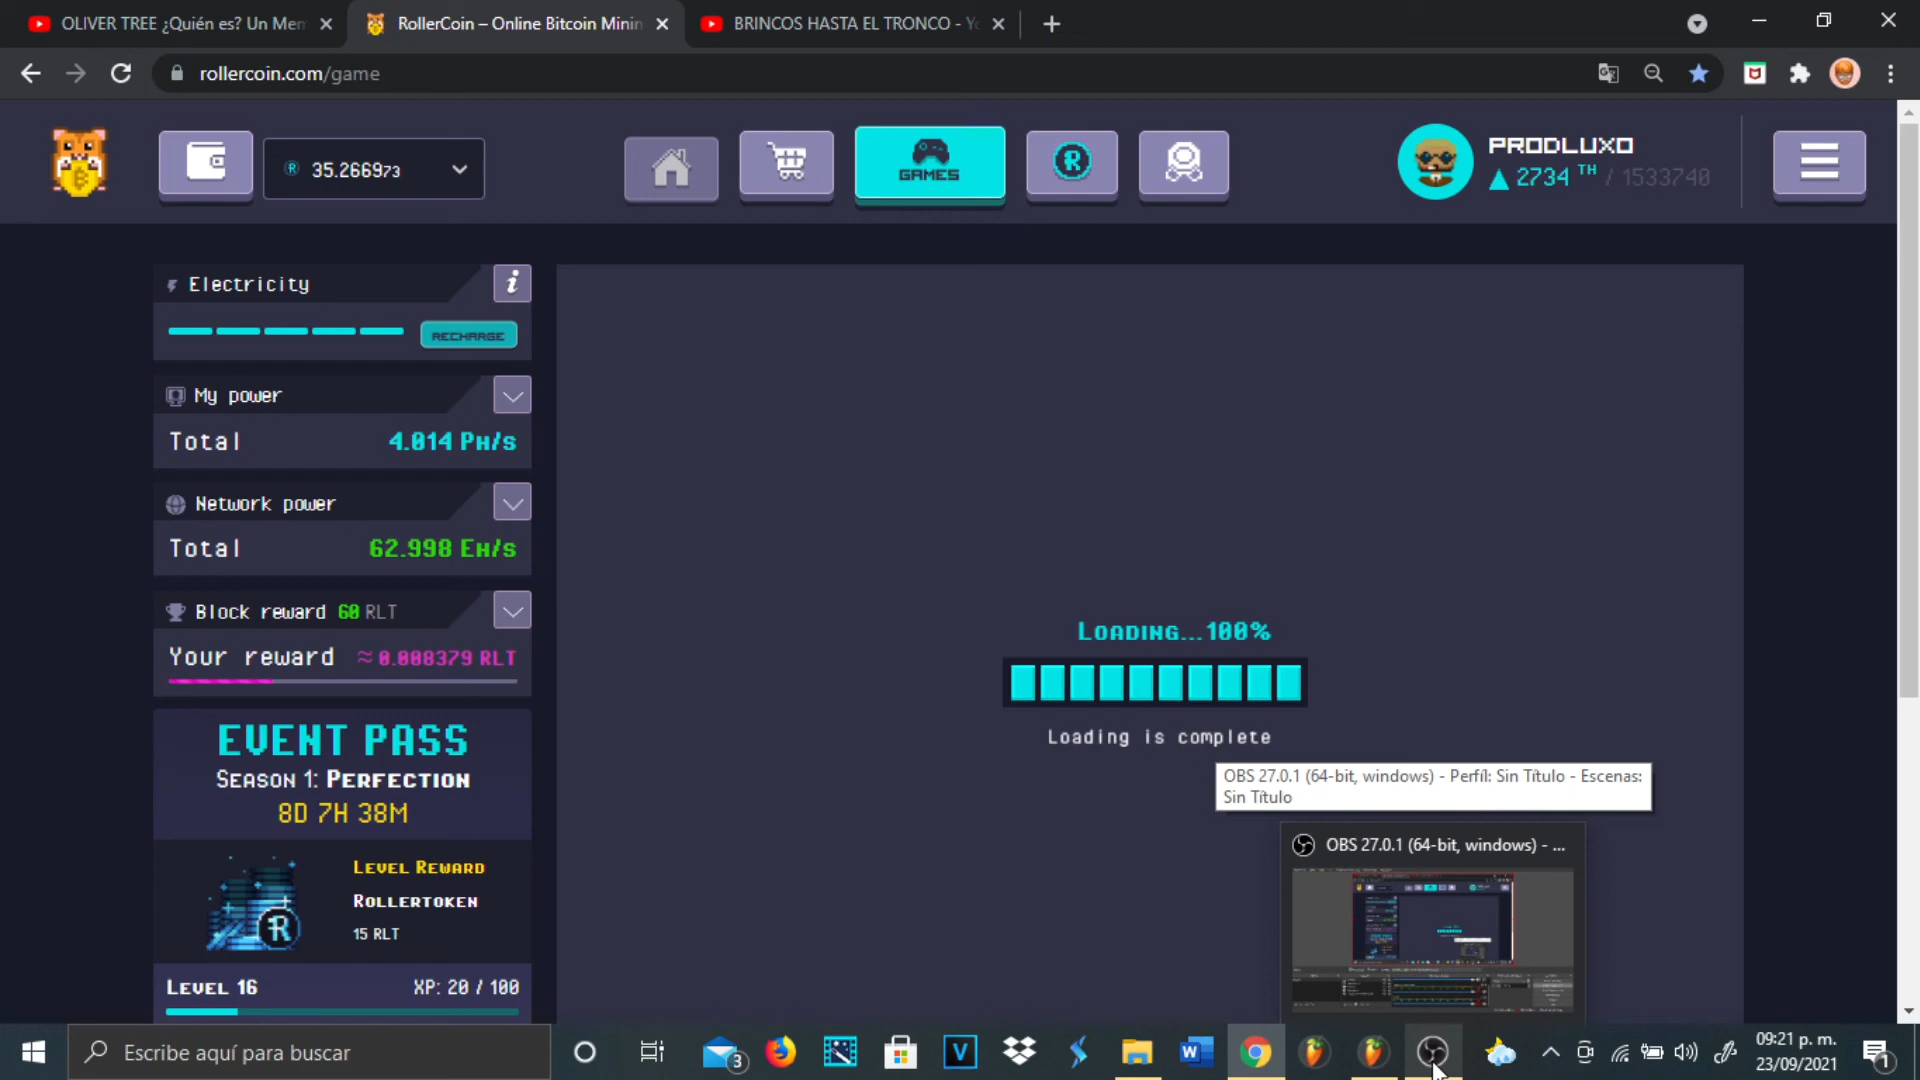 OLIVER TREE ¿Quién es? Un Mem
RollerCoin – Online Bitcoin Minin
BRINCOS HASTA EL TRONCO - Yo
rollercoin.com/game
35.266973
GAMES
PRODLUXO
2734 TH / 1533740
Electricity
RECHARGE
My power
Total 4.014 PH/s
Network power
Total 62.998 EH/s
Block reward 60 RLT
Your reward ≈ 0.008379 RLT
EVENT PASS
SEASON 1: PERFECTION
8D 7H 38M
LEVEL REWARD
ROLLERTOKEN
15 RLT
LEVEL 16 XP: 20 / 100
LOADING...100%
Loading is complete
OBS 27.0.1 (64-bit, windows) - Perfil: Sin Título - Escenas:
Sin Título
OBS 27.0.1 (64-bit, windows) - ...
Escribe aquí para buscar
3
09:21 p. m.
23/09/2021
1